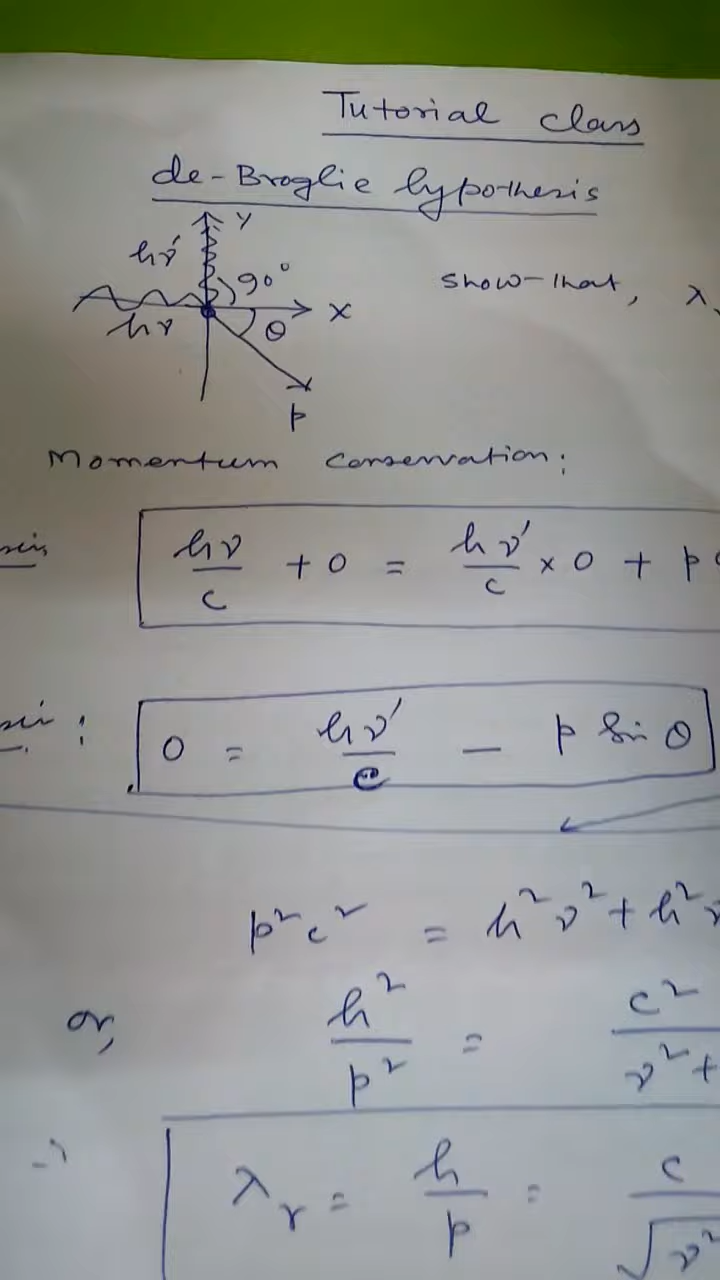 Tutorial class
de-Broglie hypothesis
Y
hν′
90°
show-that, λ
X
hν
θ
p
Momentum conservation:
hν/c + 0 = hν′/c × 0 + p
0 = hν′/c − p Sin θ
p²c² = h²ν² + h²
or, h²/p² = c²/ν² +
λᵣ = h/p = c/√ν²